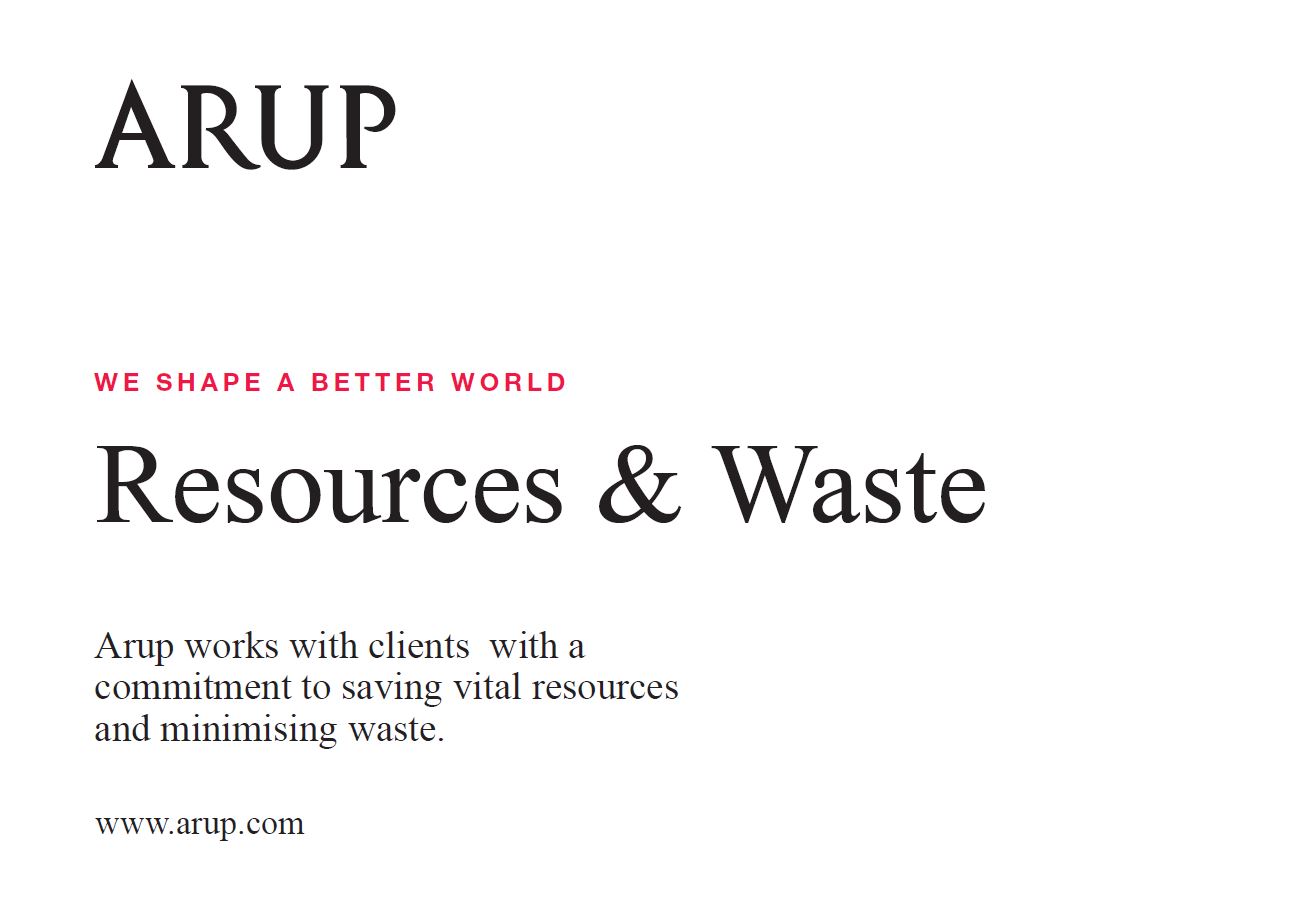 ARUP
WE SHAPE A BETTER WORLD
Resources & Waste
Arup works with clients  with a
commitment to saving vital resources
and minimising waste.
www.arup.com